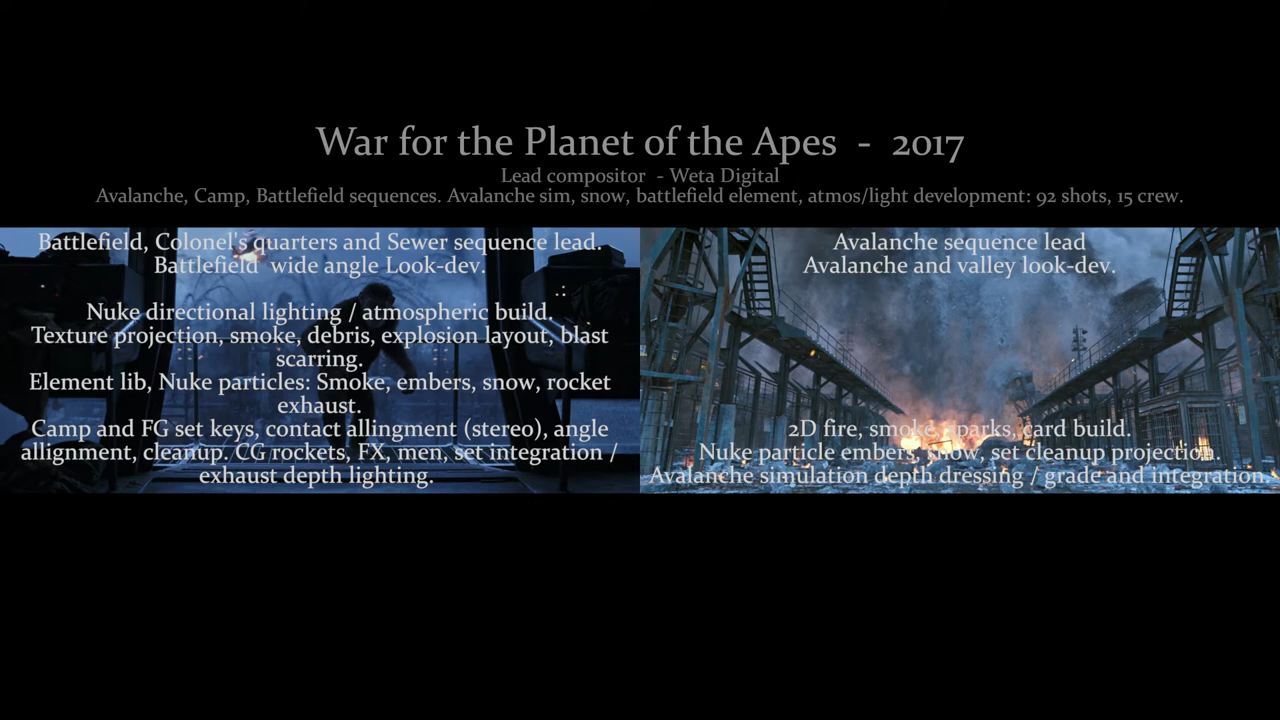 War for the Planet of the Apes - 2017
Lead compositor - Weta Digital
Avalanche, Camp, Battlefield sequences. Avalanche sim, snow, battlefield element, atmos/light development: 92 shots, 15 crew.
Battlefield, Colonel's quarters and Sewer sequence lead.
Battlefield wide angle Look-dev.
Nuke directional lighting / atmospheric build.
Texture projection, smoke, debris, explosion layout, blast
scarring.
Element lib, Nuke particles: Smoke, embers, snow, rocket
exhaust.
Camp and FG set keys, contact allingment (stereo), angle
allignment, cleanup. CG rockets, FX, men, set integration /
exhaust depth lighting.
Avalanche sequence lead
Avalanche and valley look-dev.
2D fire, smoke, sparks, card build.
Nuke particle embers, snow, set cleanup projection.
Avalanche simulation depth dressing / grade and integration.